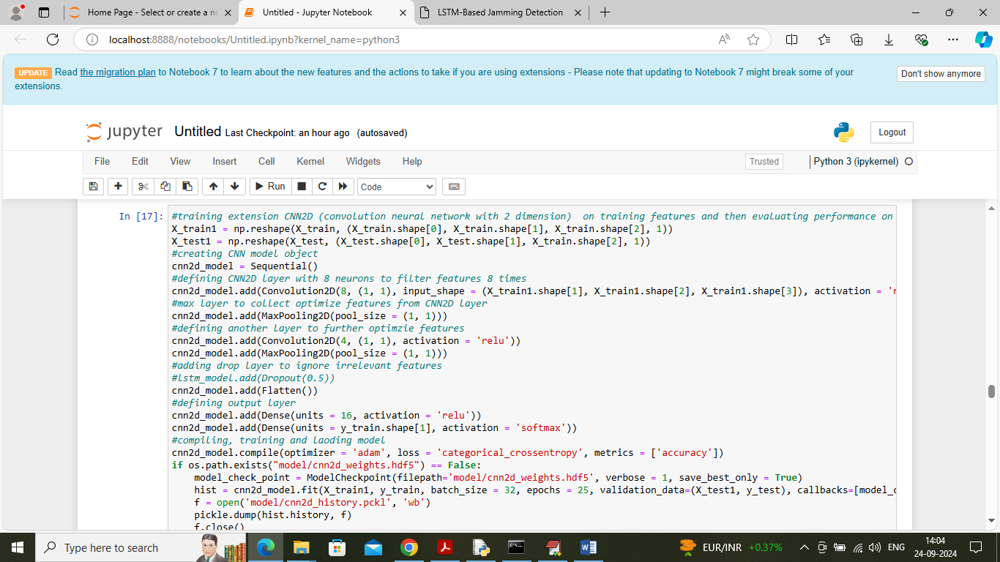 Home Page - Select or create a no
Untitled - Jupyter Notebook
LSTM-Based Jamming Detection
localhost:8888/notebooks/Untitled.ipynb?kernel_name=python3
UPDATE Read the migration plan to Notebook 7 to learn about the new features and the actions to take if you are using extensions - Please note that updating to Notebook 7 might break some of your
extensions.
Don't show anymore
jupyter Untitled Last Checkpoint: an hour ago (autosaved)
Logout
File Edit View Insert Cell Kernel Widgets Help
Trusted
Python 3 (ipykernel)
Run
Code
In [17]:
#training extension CNN2D (convolution neural network with 2 dimension)  on training features and then evaluating performance on
X_train1 = np.reshape(X_train, (X_train.shape[0], X_train.shape[1], X_train.shape[2], 1))
X_test1 = np.reshape(X_test, (X_test.shape[0], X_test.shape[1], X_train.shape[2], 1))
#creating CNN model object
cnn2d_model = Sequential()
#defining CNN2D layer with 8 neurons to filter features 8 times
cnn2d_model.add(Convolution2D(8, (1, 1), input_shape = (X_train1.shape[1], X_train1.shape[2], X_train1.shape[3]), activation = 'r
#max layer to collect optimize features from CNN2D layer
cnn2d_model.add(MaxPooling2D(pool_size = (1, 1)))
#defining another layer to further optimzie features
cnn2d_model.add(Convolution2D(4, (1, 1), activation = 'relu'))
cnn2d_model.add(MaxPooling2D(pool_size = (1, 1)))
#adding drop layer to ignore irrelevant features
#lstm_model.add(Dropout(0.5))
cnn2d_model.add(Flatten())
#defining output layer
cnn2d_model.add(Dense(units = 16, activation = 'relu'))
cnn2d_model.add(Dense(units = y_train.shape[1], activation = 'softmax'))
#compiling, training and laoding model
cnn2d_model.compile(optimizer = 'adam', loss = 'categorical_crossentropy', metrics = ['accuracy'])
if os.path.exists("model/cnn2d_weights.hdf5") == False:
    model_check_point = ModelCheckpoint(filepath='model/cnn2d_weights.hdf5', verbose = 1, save_best_only = True)
    hist = cnn2d_model.fit(X_train1, y_train, batch_size = 32, epochs = 25, validation_data=(X_test1, y_test), callbacks=[model_c
    f = open('model/cnn2d_history.pckl', 'wb')
    pickle.dump(hist.history, f)
    f.close()
Type here to search
EUR/INR +0.37%
ENG
14:04
24-09-2024